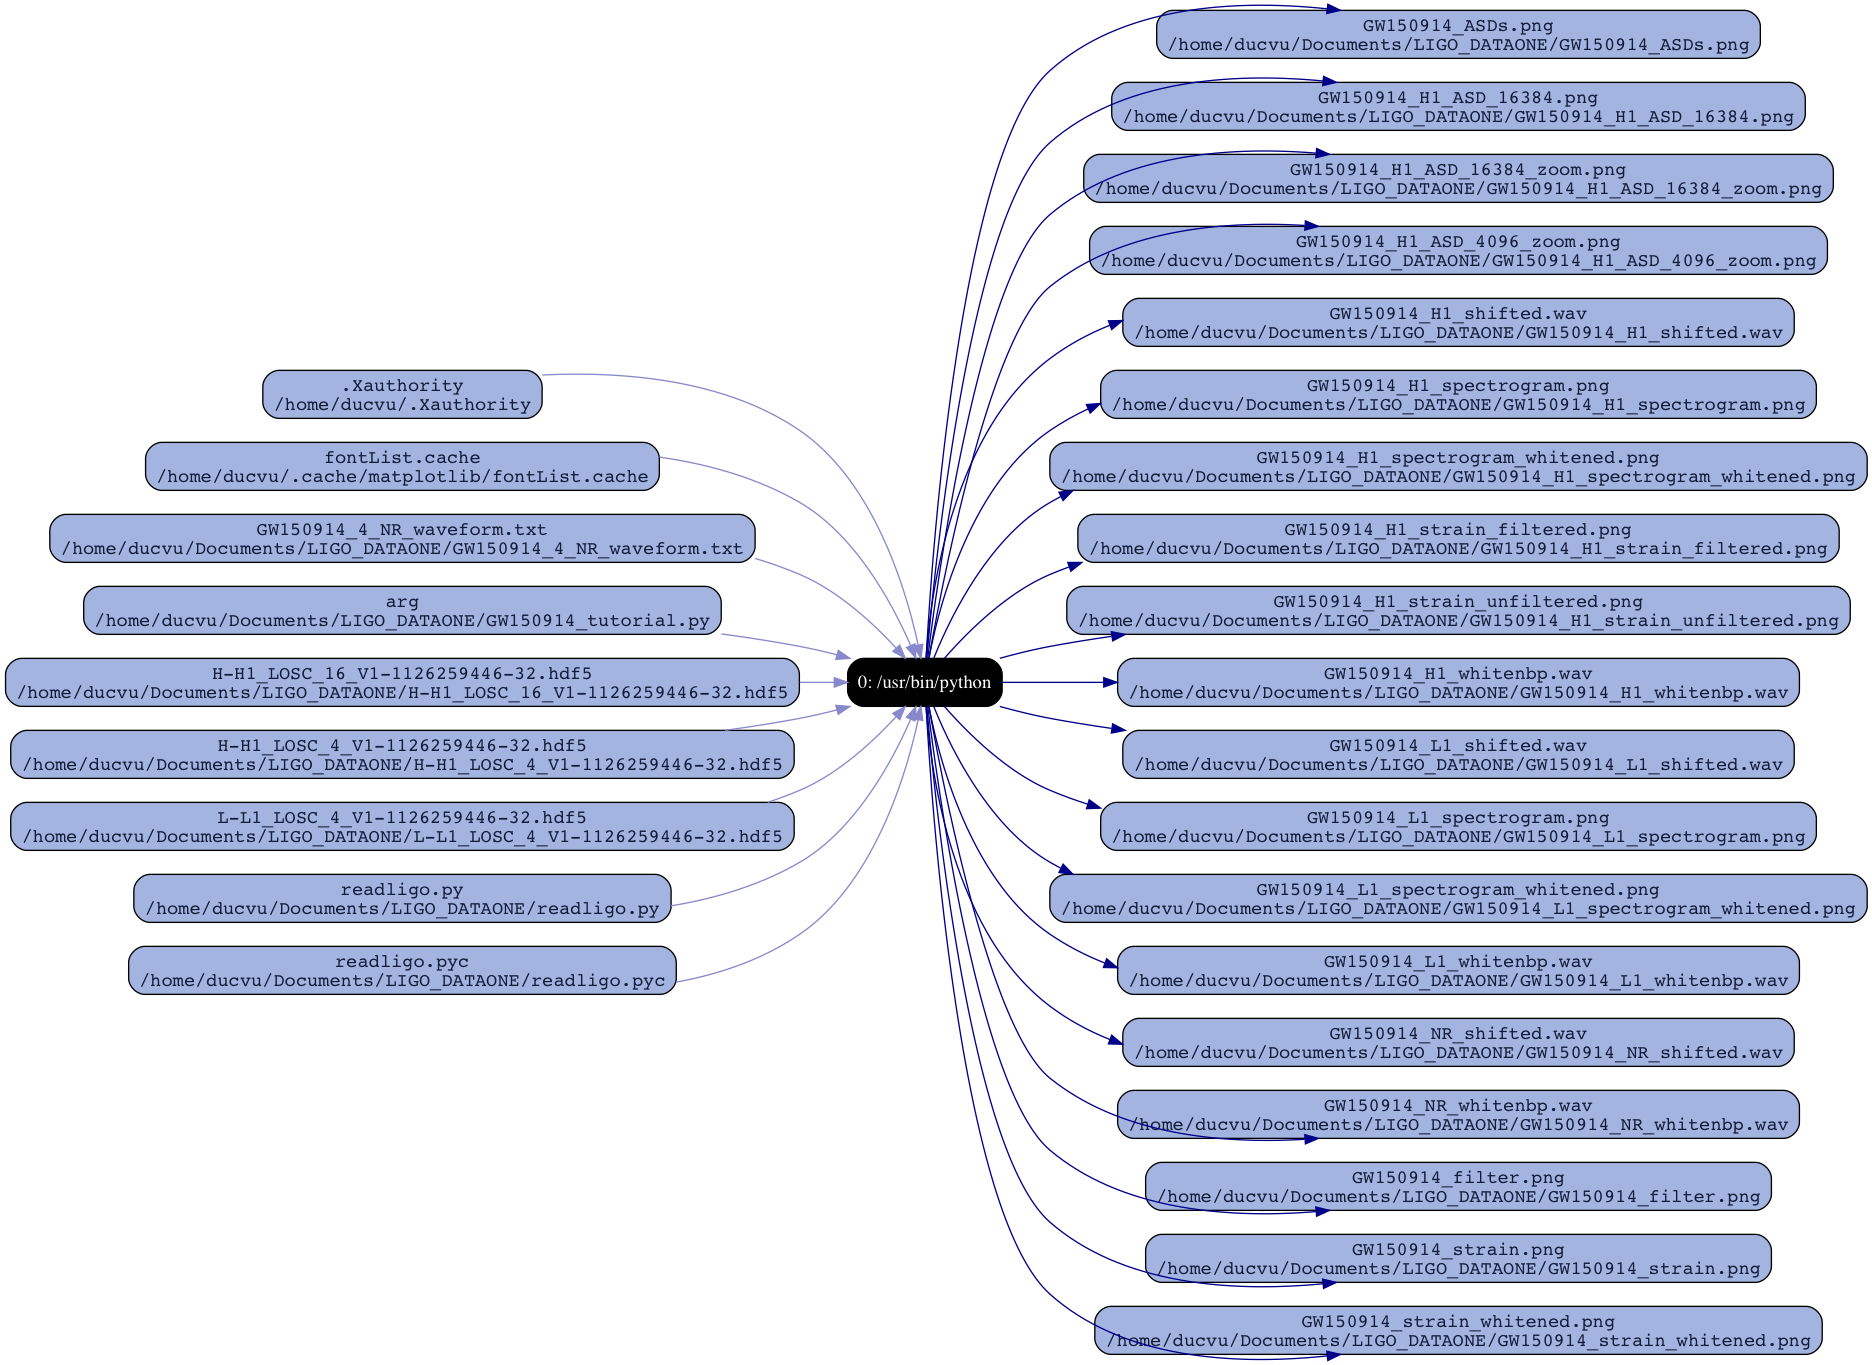 .Xauthority
/home/ducvu/.Xauthority
fontList.cache
/home/ducvu/.cache/matplotlib/fontList.cache
GW150914_4_NR_waveform.txt
/home/ducvu/Documents/LIGO_DATAONE/GW150914_4_NR_waveform.txt
arg
/home/ducvu/Documents/LIGO_DATAONE/GW150914_tutorial.py
H-H1_LOSC_16_V1-1126259446-32.hdf5
/home/ducvu/Documents/LIGO_DATAONE/H-H1_LOSC_16_V1-1126259446-32.hdf5
H-H1_LOSC_4_V1-1126259446-32.hdf5
/home/ducvu/Documents/LIGO_DATAONE/H-H1_LOSC_4_V1-1126259446-32.hdf5
L-L1_LOSC_4_V1-1126259446-32.hdf5
/home/ducvu/Documents/LIGO_DATAONE/L-L1_LOSC_4_V1-1126259446-32.hdf5
readligo.py
/home/ducvu/Documents/LIGO_DATAONE/readligo.py
readligo.pyc
/home/ducvu/Documents/LIGO_DATAONE/readligo.pyc
0: /usr/bin/python
GW150914_ASDs.png
/home/ducvu/Documents/LIGO_DATAONE/GW150914_ASDs.png
GW150914_H1_ASD_16384.png
/home/ducvu/Documents/LIGO_DATAONE/GW150914_H1_ASD_16384.png
GW150914_H1_ASD_16384_zoom.png
/home/ducvu/Documents/LIGO_DATAONE/GW150914_H1_ASD_16384_zoom.png
GW150914_H1_ASD_4096_zoom.png
/home/ducvu/Documents/LIGO_DATAONE/GW150914_H1_ASD_4096_zoom.png
GW150914_H1_shifted.wav
/home/ducvu/Documents/LIGO_DATAONE/GW150914_H1_shifted.wav
GW150914_H1_spectrogram.png
/home/ducvu/Documents/LIGO_DATAONE/GW150914_H1_spectrogram.png
GW150914_H1_spectrogram_whitened.png
/home/ducvu/Documents/LIGO_DATAONE/GW150914_H1_spectrogram_whitened.png
GW150914_H1_strain_filtered.png
/home/ducvu/Documents/LIGO_DATAONE/GW150914_H1_strain_filtered.png
GW150914_H1_strain_unfiltered.png
/home/ducvu/Documents/LIGO_DATAONE/GW150914_H1_strain_unfiltered.png
GW150914_H1_whitenbp.wav
/home/ducvu/Documents/LIGO_DATAONE/GW150914_H1_whitenbp.wav
GW150914_L1_shifted.wav
/home/ducvu/Documents/LIGO_DATAONE/GW150914_L1_shifted.wav
GW150914_L1_spectrogram.png
/home/ducvu/Documents/LIGO_DATAONE/GW150914_L1_spectrogram.png
GW150914_L1_spectrogram_whitened.png
/home/ducvu/Documents/LIGO_DATAONE/GW150914_L1_spectrogram_whitened.png
GW150914_L1_whitenbp.wav
/home/ducvu/Documents/LIGO_DATAONE/GW150914_L1_whitenbp.wav
GW150914_NR_shifted.wav
/home/ducvu/Documents/LIGO_DATAONE/GW150914_NR_shifted.wav
GW150914_NR_whitenbp.wav
/home/ducvu/Documents/LIGO_DATAONE/GW150914_NR_whitenbp.wav
GW150914_filter.png
/home/ducvu/Documents/LIGO_DATAONE/GW150914_filter.png
GW150914_strain.png
/home/ducvu/Documents/LIGO_DATAONE/GW150914_strain.png
GW150914_strain_whitened.png
/home/ducvu/Documents/LIGO_DATAONE/GW150914_strain_whitened.png